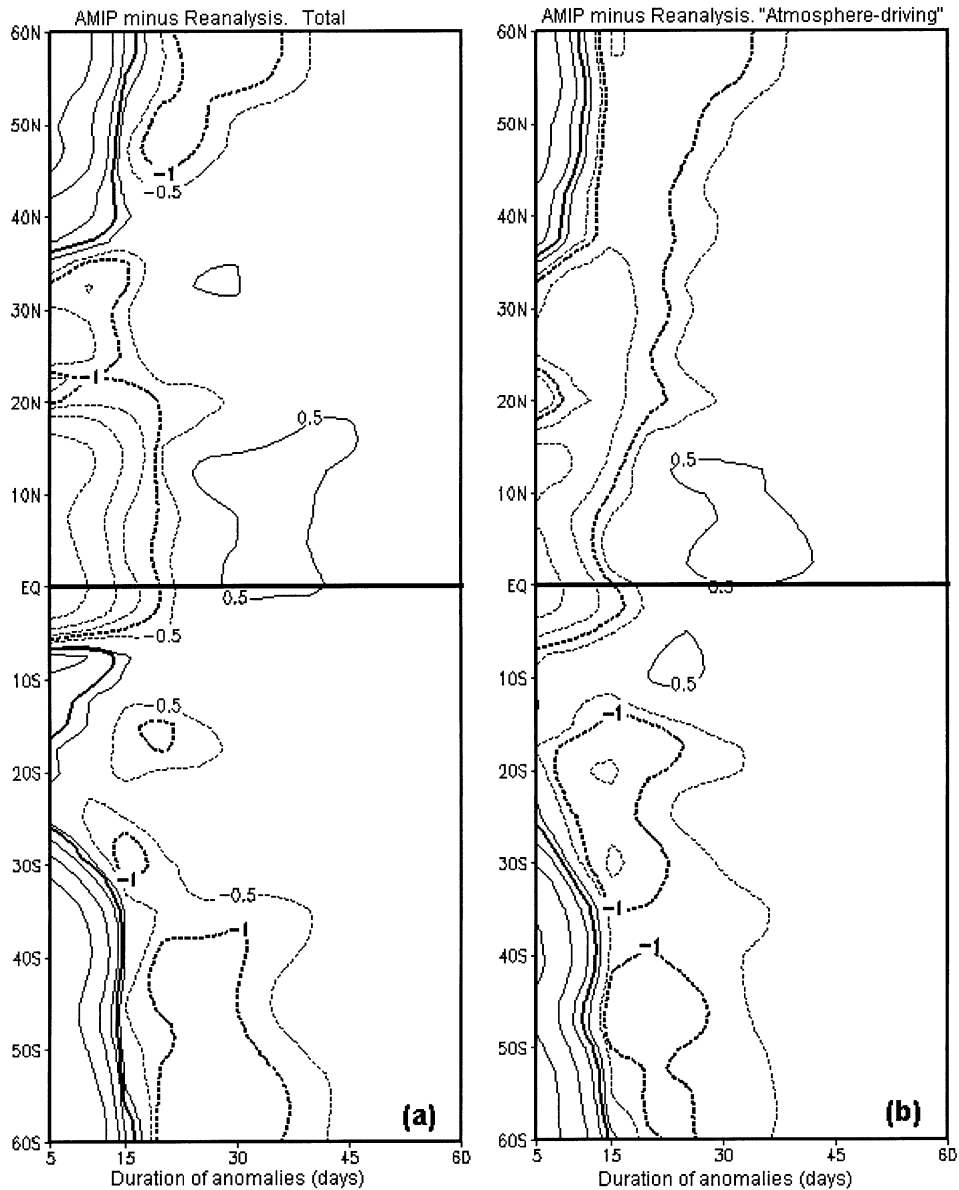 AMIP minus Reanalysis. Total
60N
50N
40N
30N
20N
10N
EQ
10S
20S
30S
40S
50S
60S
-1
-0.5
1
0.5
0.5
-0.5
-0.5
-1
-0.5
-1
(a)
5
15
30
45
60
Duration of anomalies (days)
AMIP minus Reanalysis. "Atmosphere-driving"
60N
50N
40N
30N
20N
10N
EQ
10S
20S
30S
40S
50S
60S
0.5
0.5
-0.5
-1
-1
-1
(b)
5
15
30
45
60
Duration of anomalies (days)